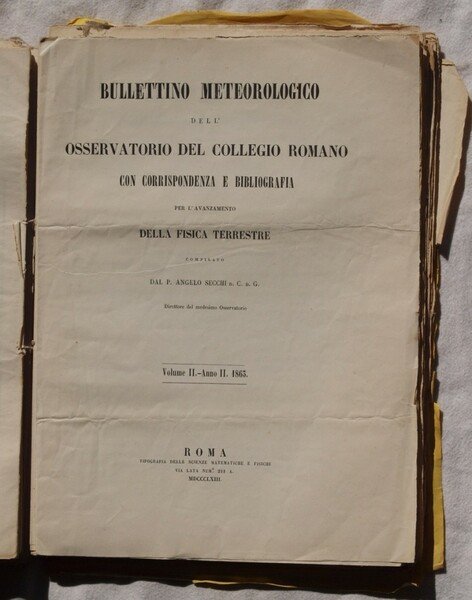 BULLETTINO METEOROLOGICO
DELL'
OSSERVATORIO DEL COLLEGIO ROMANO
CON CORRISPONDENZA E BIBLIOGRAFIA
PER L'AVANZAMENTO
DELLA FISICA TERRESTRE
COMPILATO
DAL P. ANGELO SECCHI D. C. D. G.
Direttore del medesimo Osservatorio
Volume II.–Anno II. 1863.
ROMA
TIPOGRAFIA DELLE SCIENZE MATEMATICHE E FISICHE
VIA LATA NUM.° 211 A.
MDCCCLXIII